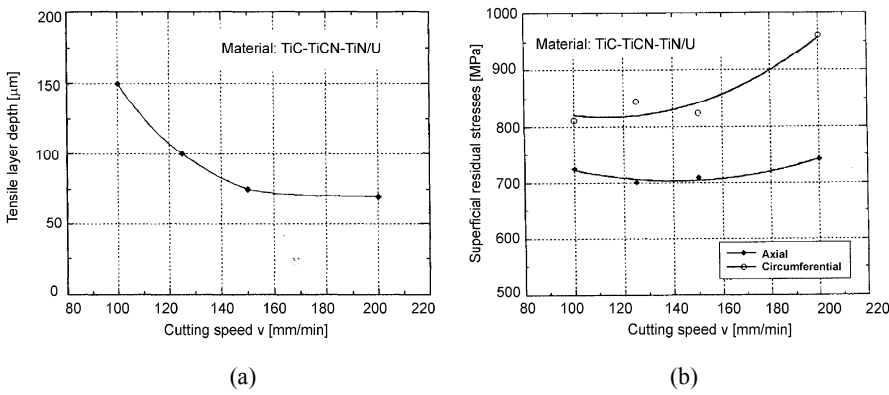 200
150
100
50
0
Tensile layer depth [μm]
Material: TiC-TiCN-TiN/U
80 100 120 140 160 180 200 220
Cutting speed v [mm/min]
(a)
1000
900
800
700
600
500
Superficial residual stresses [MPa]
Material: TiC-TiCN-TiN/U
Axial
Circumferential
80 100 120 140 160 180 200 220
Cutting speed v [mm/min]
(b)